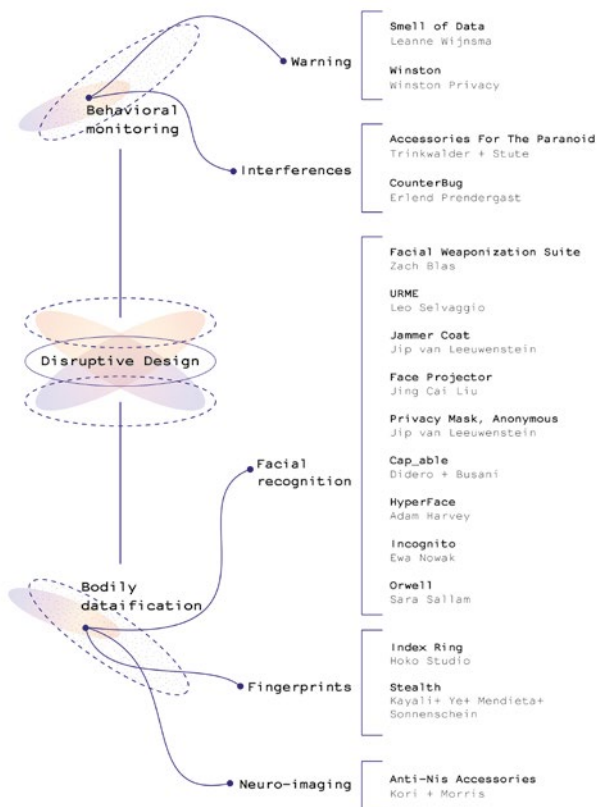 Smell of Data
Leanne Wijnsma
Warning
Winston
Winston Privacy
Behavioral
monitoring
Accessories For The Paranoid
Trinkwalder + Stute
Interferences
CounterBug
Erlend Prendergast
Facial Weaponization Suite
Zach Blas
URME
Leo Selvaggio
Jammer Coat
Jip van Leeuwenstein
Disruptive Design
Face Projector
Jing Cai Liu
Privacy Mask, Anonymous
Jip van Leeuwenstein
Facial
recognition
Cap_able
Didero + Busani
HyperFace
Adam Harvey
Incognito
Ewa Nowak
Orwell
Sara Sallam
Bodily
dataification
Index Ring
Hoko Studio
Fingerprints
Stealth
Kayali+ Ye+ Mendieta+
Sonnenschein
Neuro-imaging
Anti-Nis Accessories
Kori + Morris